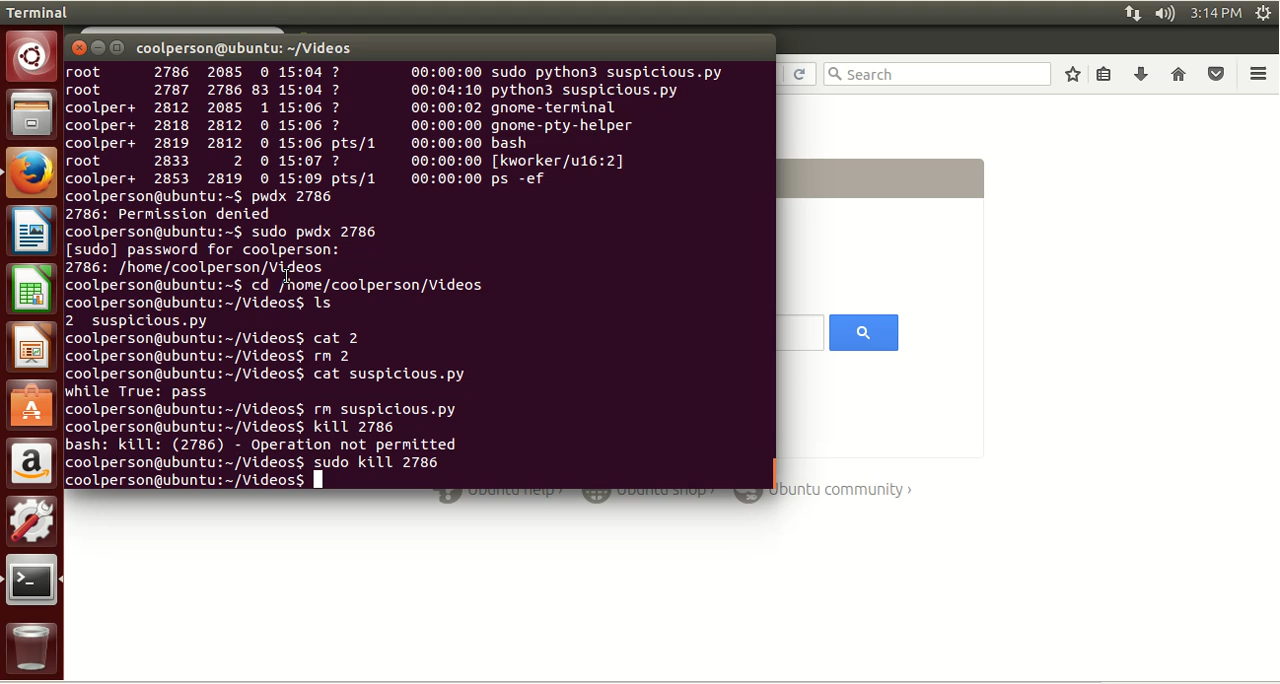 Terminal
3:14 PM
coolperson@ubuntu: ~/Videos
Search
root 2786 2085 0 15:04 ? 00:00:00 sudo python3 suspicious.py
root 2787 2786 83 15:04 ? 00:04:10 python3 suspicious.py
coolper+ 2812 2085 1 15:06 ? 00:00:02 gnome-terminal
coolper+ 2818 2812 0 15:06 ? 00:00:00 gnome-pty-helper
coolper+ 2819 2812 0 15:06 pts/1 00:00:00 bash
root 2833 2 0 15:07 ? 00:00:00 [kworker/u16:2]
coolper+ 2853 2819 0 15:09 pts/1 00:00:00 ps -ef
coolperson@ubuntu:~$ pwdx 2786
2786: Permission denied
coolperson@ubuntu:~$ sudo pwdx 2786
[sudo] password for coolperson:
2786: /home/coolperson/Videos
coolperson@ubuntu:~$ cd /home/coolperson/Videos
coolperson@ubuntu:~/Videos$ ls
2 suspicious.py
coolperson@ubuntu:~/Videos$ cat 2
coolperson@ubuntu:~/Videos$ rm 2
coolperson@ubuntu:~/Videos$ cat suspicious.py
while True: pass
coolperson@ubuntu:~/Videos$ rm suspicious.py
coolperson@ubuntu:~/Videos$ kill 2786
bash: kill: (2786) - Operation not permitted
coolperson@ubuntu:~/Videos$ sudo kill 2786
coolperson@ubuntu:~/Videos$
Ubuntu help › Ubuntu shop › Ubuntu community ›